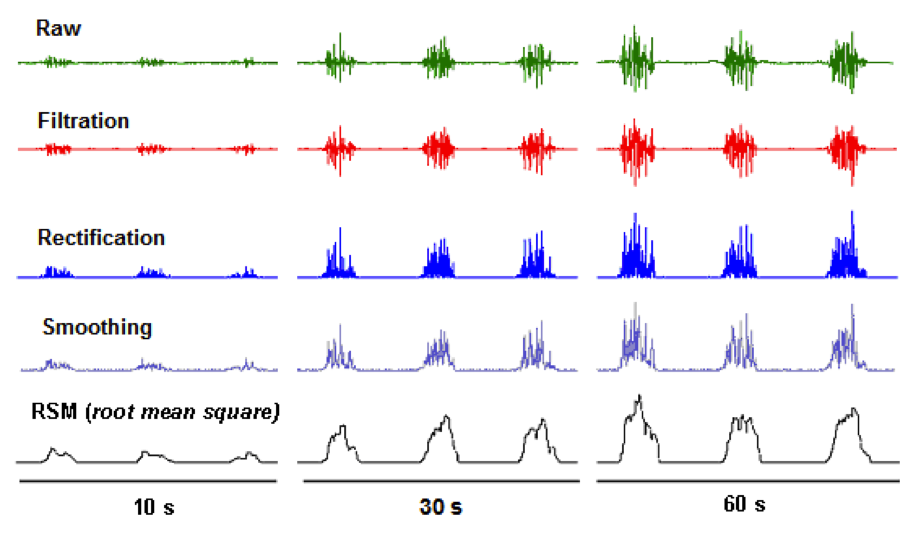 Raw
Filtration
Rectification
Smoothing
RSM (root mean square)
10 s
30 s
60 s